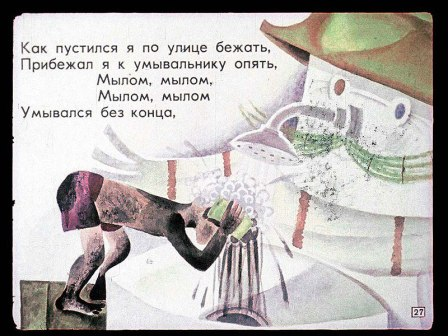 Как пустился я по улице бежать,
Прибежал я к умывальнику опять,
Мылом, мылом,
Мылом, мылом
Умывался без конца,
27